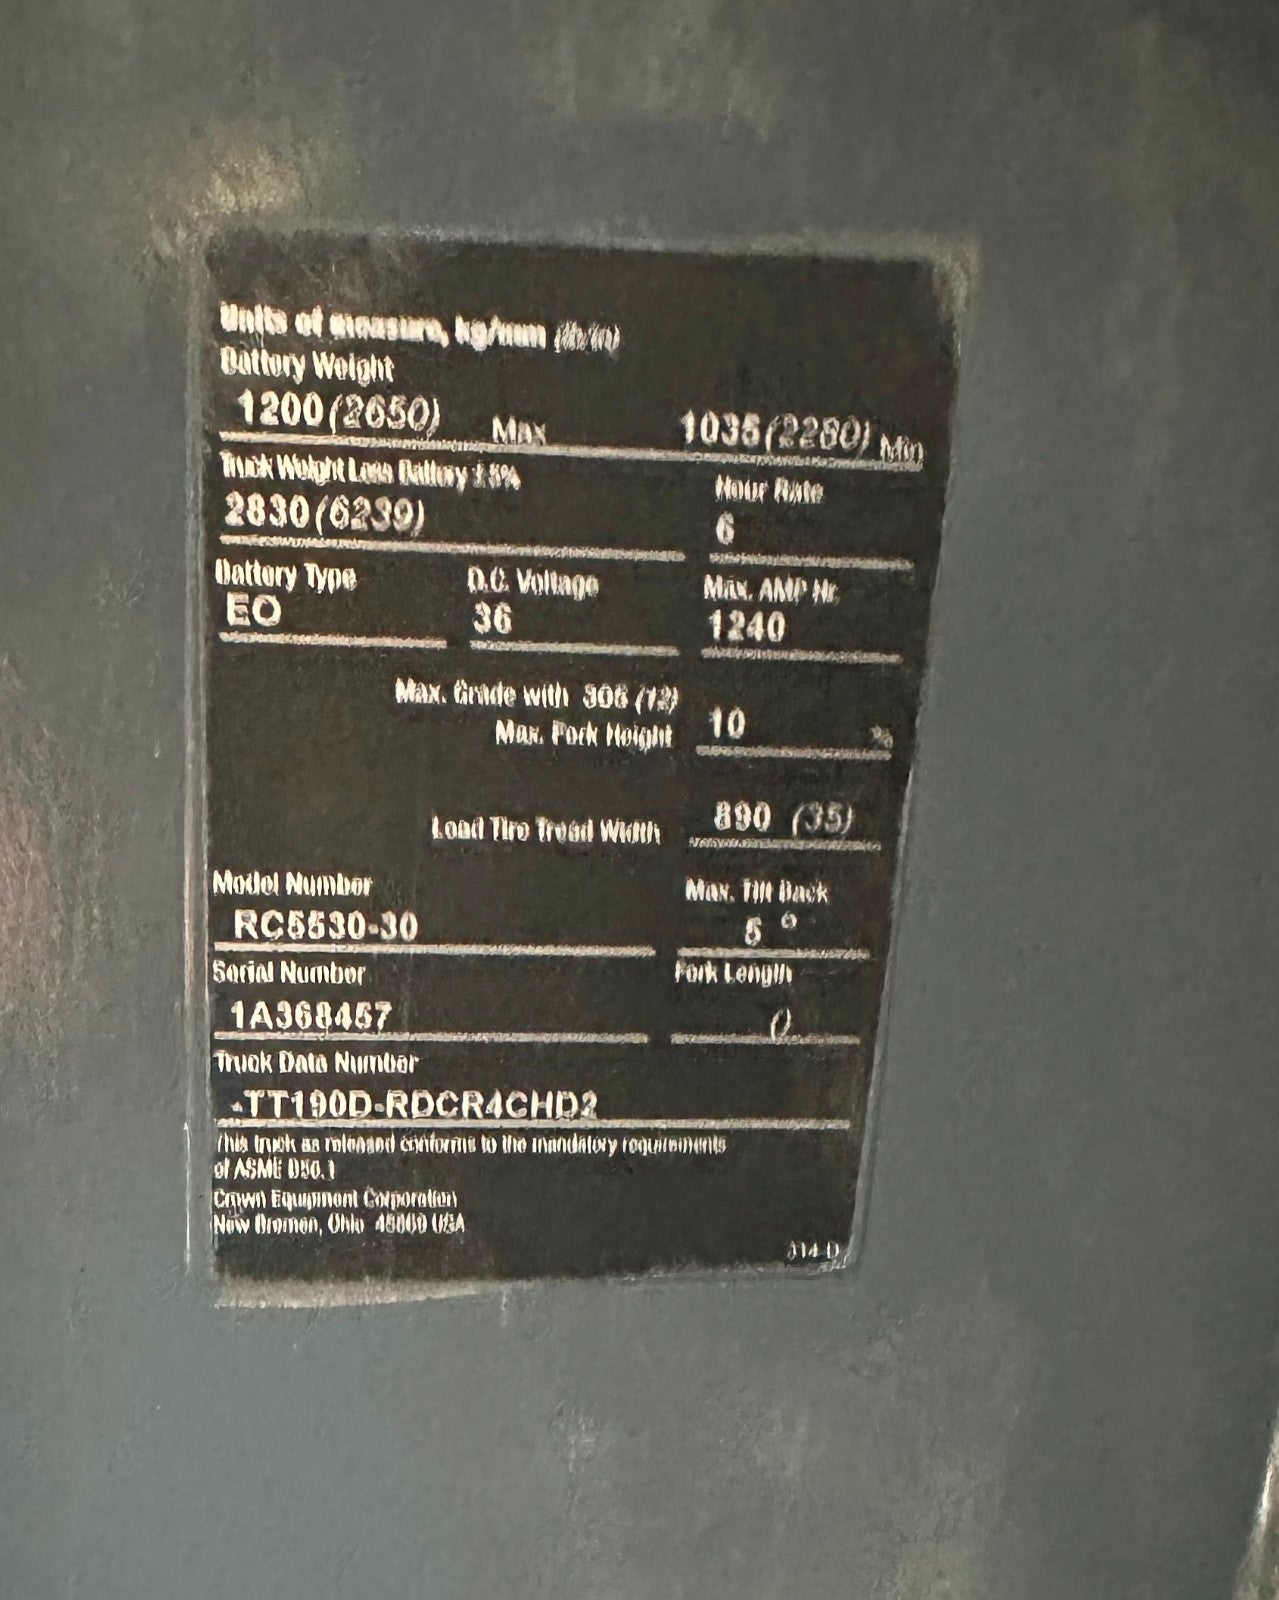 Units of measure, kg/mm (lb/in)
Battery Weight
1200 (2650) Max 1035 (2280) Min
Truck Weight Less Battery ±5%
2830 (6239)
Hour Rate
6
Battery Type
EO
D.C. Voltage
36
Max. AMP Hr.
1240
Max. Grade with 305 (12)
Max. Fork Height
10 %
Load Tire Tread Width 890 (35)
Model Number
RC5530-30
Max. Tilt Back
5 °
Serial Number
1A368457
Fork Length
()
Truck Data Number
-TT190D-RDCR4CHD2
This truck as released conforms to the mandatory requirements
of ASME B56.1
Crown Equipment Corporation
New Bremen, Ohio 45869 USA
314-D